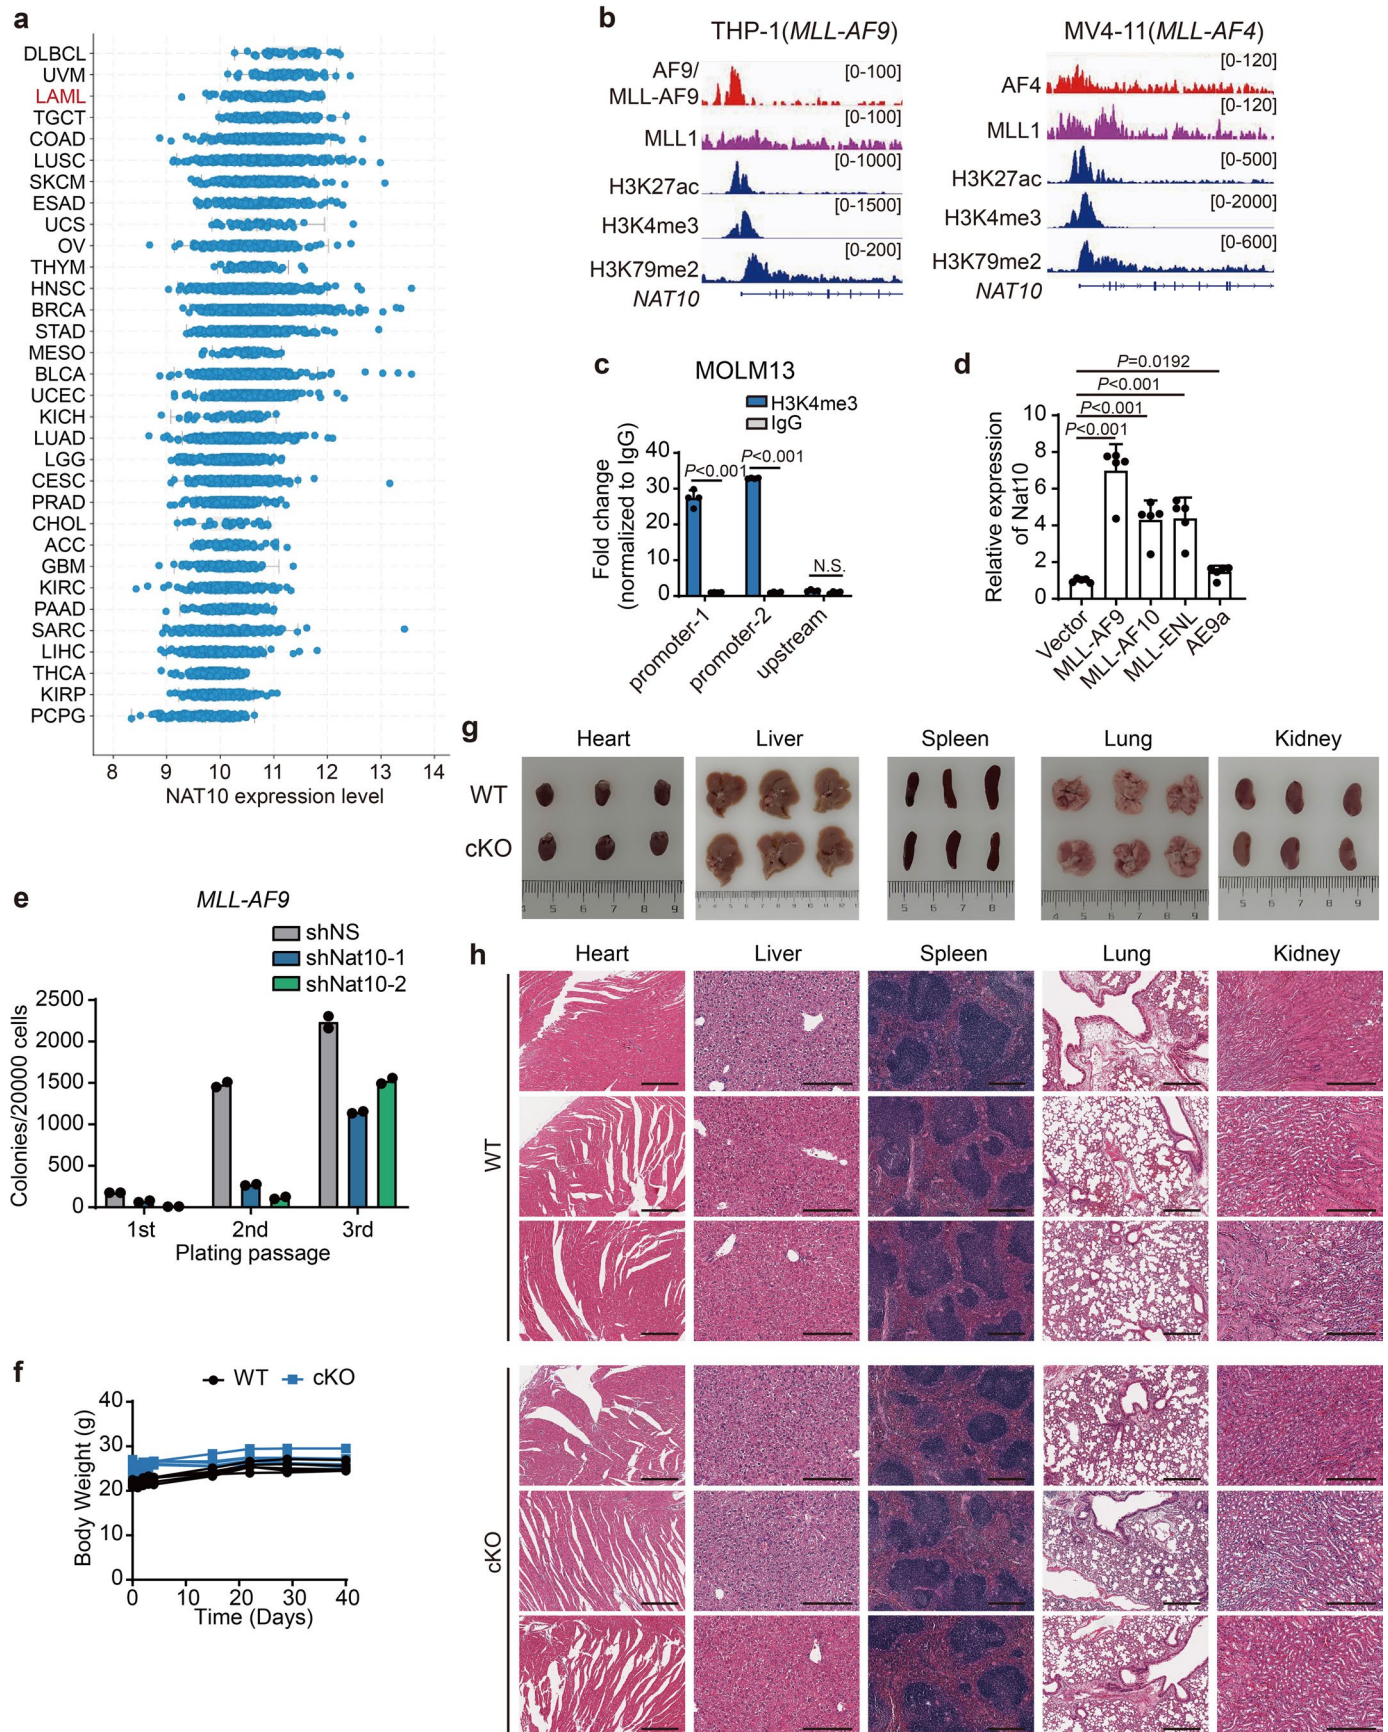 a
DLBCL
UVM
LAML
TGCT
COAD
LUSC
SKCM
ESAD
UCS
OV
THYM
HNSC
BRCA
STAD
MESO
BLCA
UCEC
KICH
LUAD
LGG
CESC
PRAD
CHOL
ACC
GBM
KIRC
PAAD
SARC
LIHC
THCA
KIRP
PCPG
8 9 10 11 12 13 14
NAT10 expression level
b
THP-1(MLL-AF9)
AF9/
MLL-AF9
[0-100]
MLL1
[0-100]
H3K27ac
[0-1000]
H3K4me3
[0-1500]
H3K79me2
[0-200]
NAT10
MV4-11(MLL-AF4)
AF4
[0-120]
MLL1
[0-120]
H3K27ac
[0-500]
H3K4me3
[0-2000]
H3K79me2
[0-600]
NAT10
c
MOLM13
H3K4me3
IgG
Fold change
(normalized to IgG)
40
30
20
10
0
P<0.001
P<0.001
N.S.
promoter-1
promoter-2
upstream
d
P=0.0192
P<0.001
P<0.001
P<0.001
Relative expression
of Nat10
10
8
6
4
2
0
Vector
MLL-AF9
MLL-AF10
MLL-ENL
AE9a
g
Heart Liver Spleen Lung Kidney
WT
cKO
e
MLL-AF9
shNS
shNat10-1
shNat10-2
Colonies/20000 cells
2500
2000
1500
1000
500
0
1st 2nd 3rd
Plating passage
f
WT cKO
Body Weight (g)
40
30
20
10
0
0 10 20 30 40
Time (Days)
h
Heart Liver Spleen Lung Kidney
WT
cKO